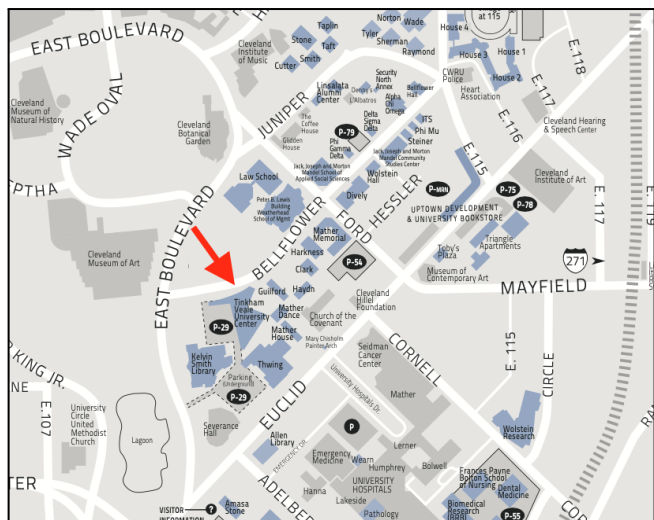 EAST BOULEVARD
WADE OVAL
Cleveland
Museum of
Natural History
Cleveland
Botanical
Garden
Cleveland
Institute
of Music
Taplin
Stone
Taft
Smith
Cutter
Norton
Wade
Tyler
Sherman
Raymond
at 115
House 4
House 3
House 1
House 2
E. 118
E. 117
E. 116
CWRU
Police
Heart
Association
Cleveland Hearing
& Speech Center
JUNIPER
Linsalata
Alumni
Center
Security
North
Annex
Bellflower
Hall
L'Albatros
Alpha
Chi
Omega
The
Coffee
House
Glidden
House
P-79
Delta
Sigma
Delta
Phi
Gamma
Delta
ITS
Phi Mu
Steiner
Jack, Joseph and Morton
Mandel Community
Studies Center
Jack, Joseph and Morton
Mandel School of
Applied Social Sciences
Wolstein
Hall
Dively
Law School
Peter B. Lewis
Building
Weatherhead
School of Mgmt
E.115
Cleveland
Institute of Art
P-MRN
P-75
P-78
UPTOWN DEVELOPMENT
& UNIVERSITY BOOKSTORE
E. 117
EAST BOULEVARD
BELLFLOWER
FORD
HESSLER
Mather
Memorial
Harkness
Clark
P-54
Toby's
Plaza
Triangle
Apartments
Museum of
Contemporary Art
271
MAYFIELD
Cleveland
Museum of Art
Guilford
Haydn
Tinkham
Veale
University
Center
P-29
Mather
Dance
Mather
House
Cleveland
Hillel
Foundation
Church of the
Covenant
Mary Chisholm
Painter Arch
Kelvin
Smith
Library
Thwing
Parking
(Underground)
P-29
EUCLID
CORNELL
Seidman
Cancer
Center
University Hospitals Dr.
Mather
E. 115
CIRCLE
KING JR.
E.107
University
Circle
United
Methodist
Church
Lagoon
Severance
Hall
Allen
Library
EMERGENCY DR.
P
Emergency
Medicine
Wearn
Humphrey
Lerner
Bolwell
UNIVERSITY
HOSPITALS
Hanna
Lakeside
Pathology
Wolstein
Research
Frances Payne
Bolton School
of Nursing
Dental
Medicine
Biomedical
Research
(BRB)
P-55
VISITOR
INFORMATION
?
Amasa
Stone